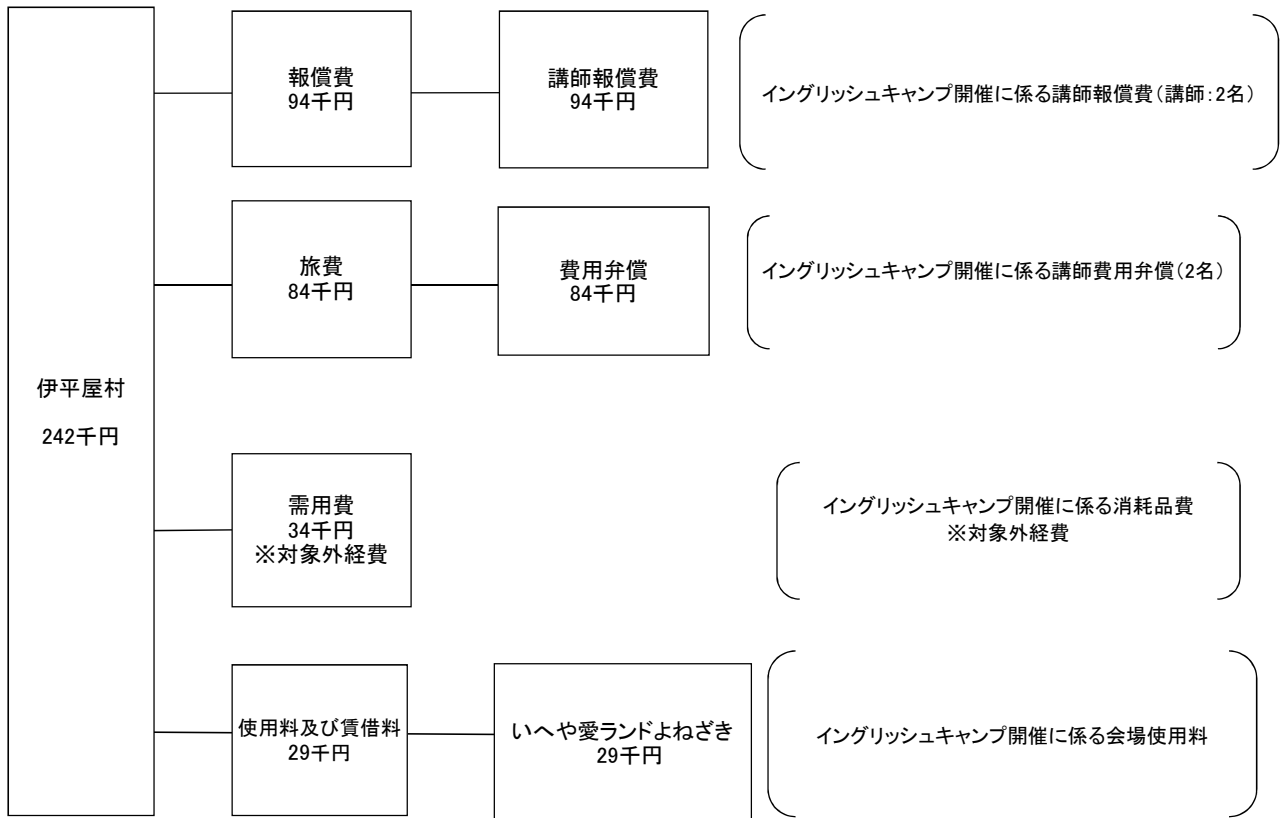 伊平屋村
242千円
報償費
94千円
講師報償費
94千円
イングリッシュキャンプ開催に係る講師報償費(講師:2名)
旅費
84千円
費用弁償
84千円
イングリッシュキャンプ開催に係る講師費用弁償(2名)
需用費
34千円
※対象外経費
イングリッシュキャンプ開催に係る消耗品費
※対象外経費
使用料及び賃借料
29千円
いへや愛ランドよねざき
29千円
イングリッシュキャンプ開催に係る会場使用料